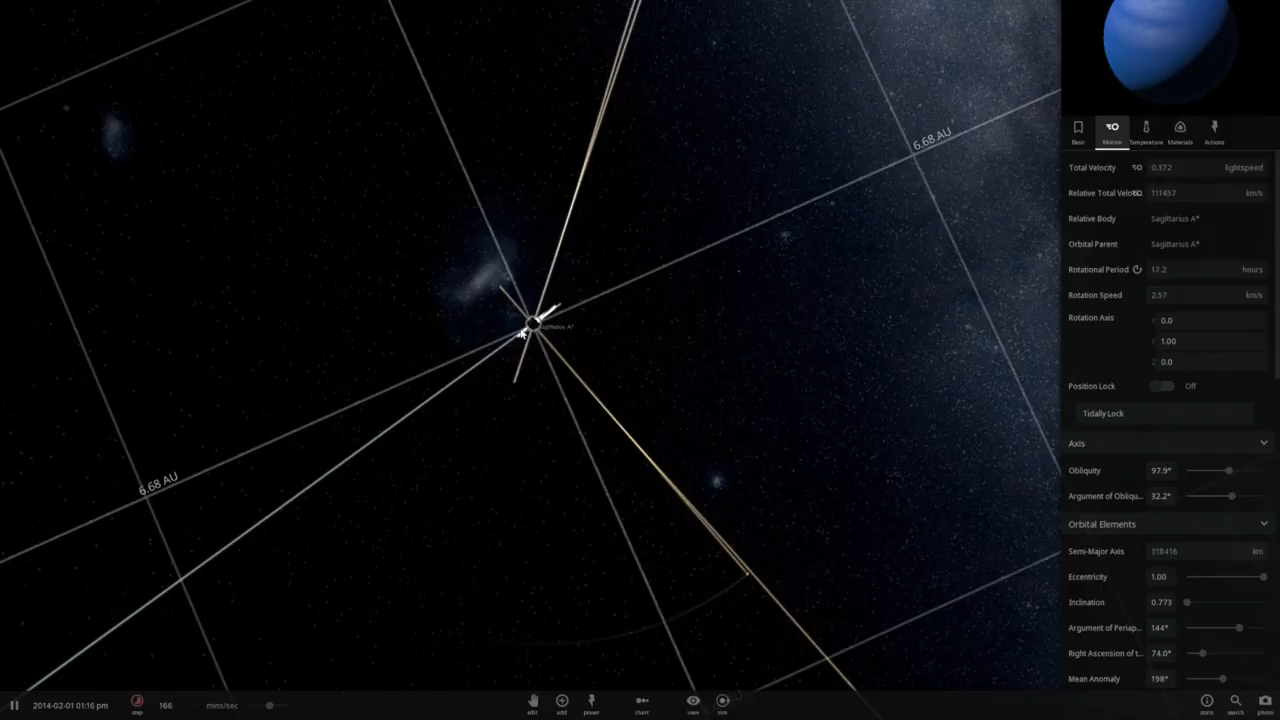 Basic Motion Temperature Materials Actions
6.68 AU
Total Velocity 0.372 lightspeed
Relative Total 111457 km/s
Relative Body Sagittarius A*
Orbital Parent Sagittarius A*
Rotational Period 17.2 hours
Rotation Speed 2.57 km/s
Rotation Axis X 0.0
Y 1.00
Z 0.0
Sagittarius A*
Position Lock Off
Tidally Lock
Axis
Obliquity 97.9°
Argument of Obliqu... 32.2°
6.68 AU
Orbital Elements
Semi-Major Axis 318416 km
Eccentricity 1.00
Inclination 0.773
Argument of Periap... 144°
Right Ascension of t... 74.0°
Mean Anomaly 198°
2014-02-01 01:16 pm step 166 mins/sec edit add power chart view sim stats search photo